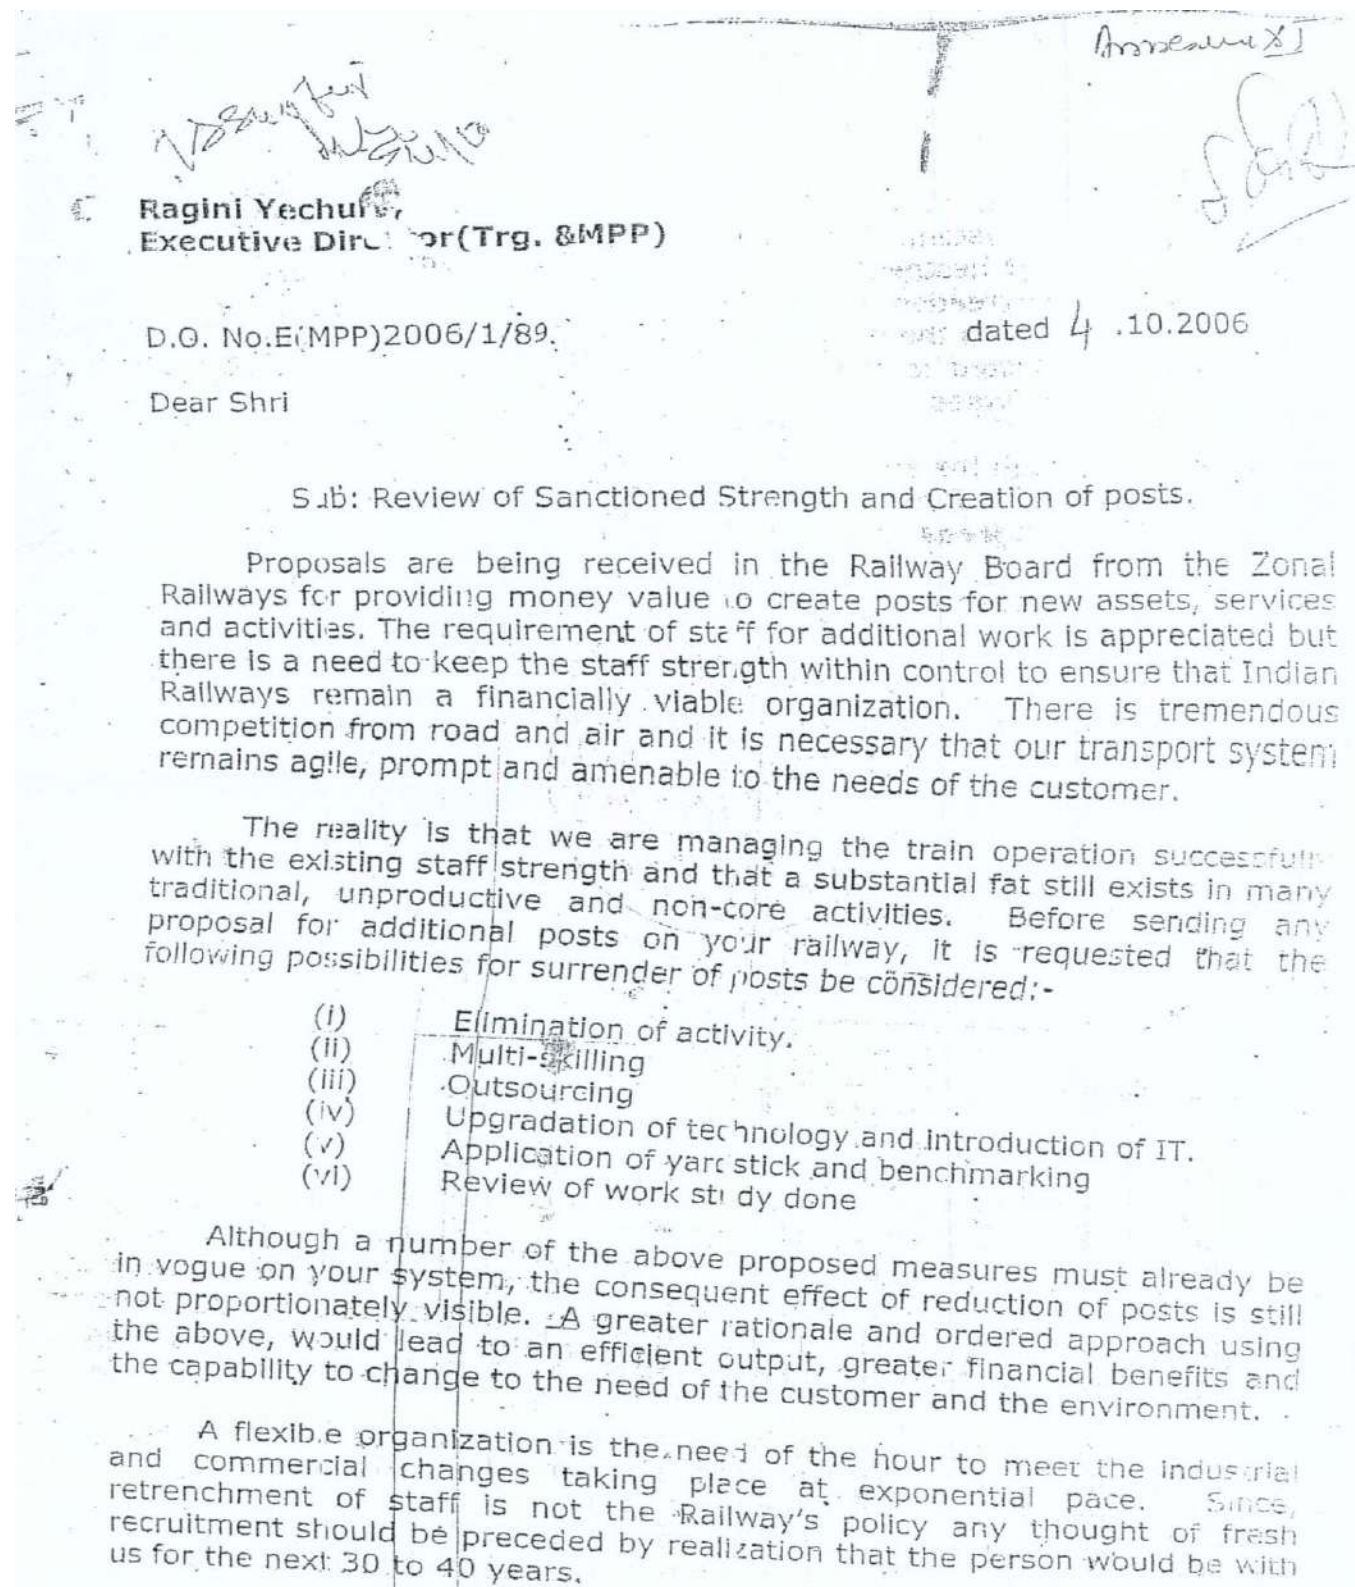 Annexure XI
Ragini Yechury,
Executive Director(Trg. &MPP)
D.O. No.E(MPP)2006/1/89.
dated 4 .10.2006
Dear Shri
Sub: Review of Sanctioned Strength and Creation of posts.
Proposals are being received in the Railway Board from the Zonal
Railways for providing money value to create posts for new assets, services
and activities. The requirement of staff for additional work is appreciated but
there is a need to keep the staff strength within control to ensure that Indian
Railways remain a financially viable organization. There is tremendous
competition from road and air and it is necessary that our transport system
remains agile, prompt and amenable to the needs of the customer.
The reality is that we are managing the train operation successfully
with the existing staff strength and that a substantial fat still exists in many
traditional, unproductive and non-core activities. Before sending any
proposal for additional posts on your railway, it is requested that the
following possibilities for surrender of posts be considered:-
(i) Elimination of activity.
(ii) Multi-skilling
(iii) Outsourcing
(iv) Upgradation of technology and introduction of IT.
(v) Application of yard stick and benchmarking
(vi) Review of work study done
Although a number of the above proposed measures must already be
in vogue on your system, the consequent effect of reduction of posts is still
not proportionately visible. A greater rationale and ordered approach using
the above, would lead to an efficient output, greater financial benefits and
the capability to change to the need of the customer and the environment.
A flexible organization is the need of the hour to meet the industrial
and commercial changes taking place at exponential pace. Since,
retrenchment of staff is not the Railway's policy any thought of fresh
recruitment should be preceded by realization that the person would be with
us for the next 30 to 40 years.